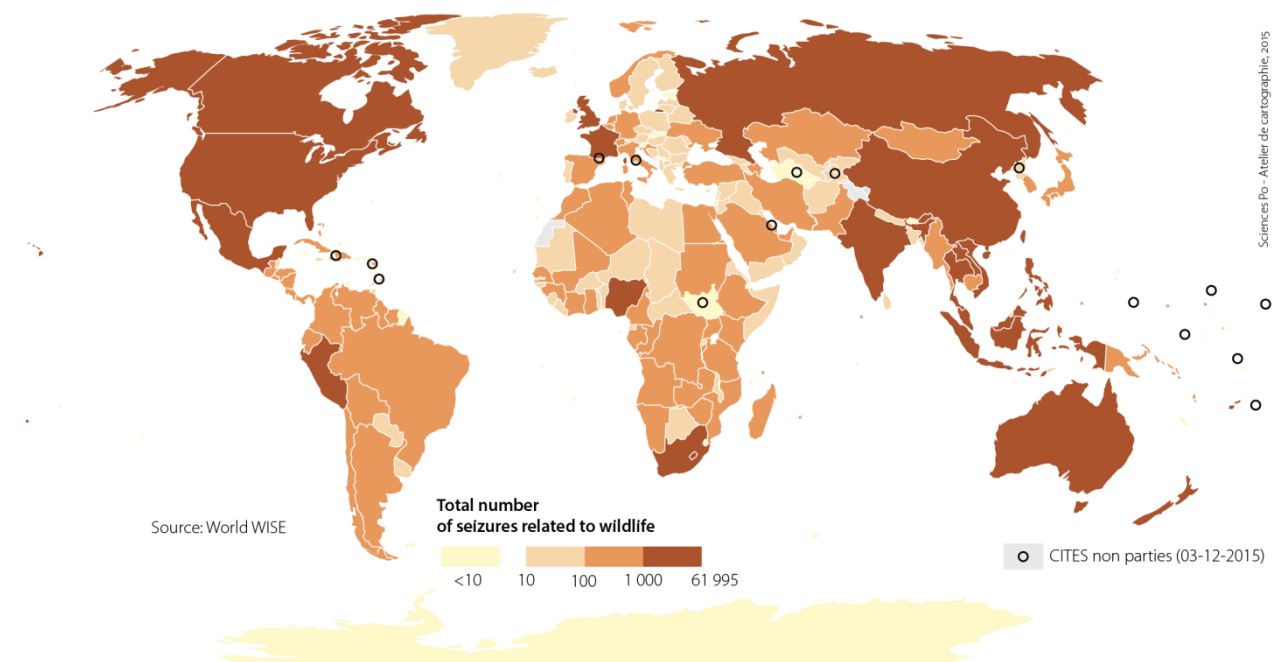 Sciences Po - Atelier de cartographie, 2015
Source: World WISE
Total number
of seizures related to wildlife
<10 10 100 1 000 61 995
CITES non parties (03-12-2015)